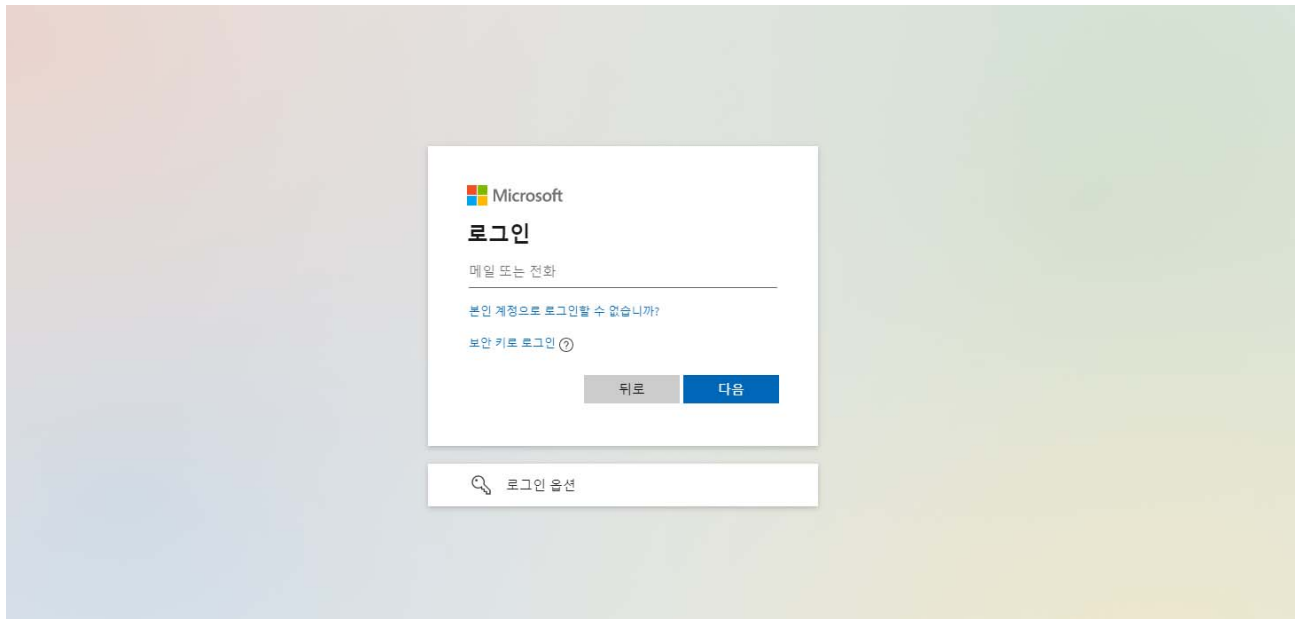 Microsoft
로그인
메일 또는 전화
본인 계정으로 로그인할 수 없습니까?
보안 키로 로그인 ?
뒤로 다음
로그인 옵션